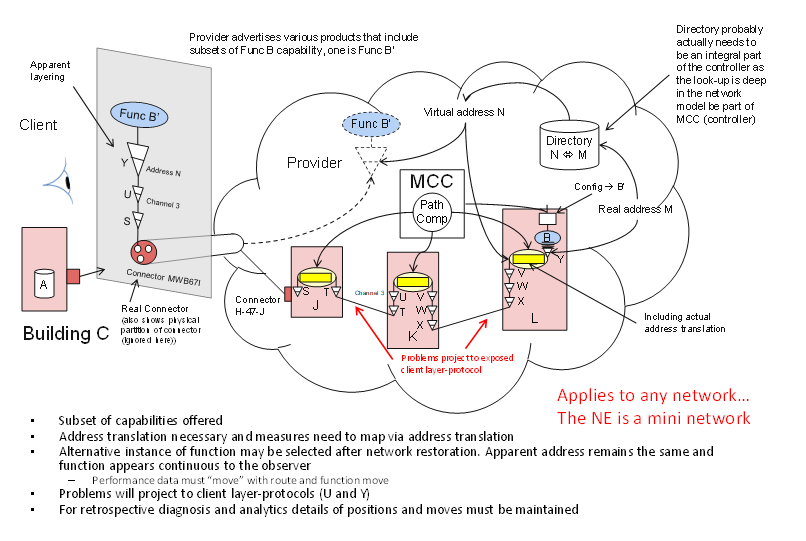 Provider advertises various products that include
subsets of Func B capability, one is Func B'
Directory probably
actually needs to
be an integral part
of the controller as
the look-up is deep
in the network
model be part of
MCC (controller)
Apparent
layering
Client
Func B'
Y
Address N
U
Channel 3
S
Connector MWB671
A
Building C
Real Connector
(also shows physical
partition of connector
(ignored here))
Provider
Func B'
Virtual address N
Directory
N ⇔ M
Config → B'
Real address M
MCC
Path
Comp
B
Y
V
W
X
L
S
T
J
Connector
H-47-J
Channel 3
U
T
V
W
X
K
Including actual
address translation
Problems project to exposed
client layer-protocol
Applies to any network...
The NE is a mini network
• Subset of capabilities offered
• Address translation necessary and measures need to map via address translation
• Alternative instance of function may be selected after network restoration. Apparent address remains the same and
function appears continuous to the observer
– Performance data must "move" with route and function move
• Problems will project to client layer-protocols (U and Y)
• For retrospective diagnosis and analytics details of positions and moves must be maintained